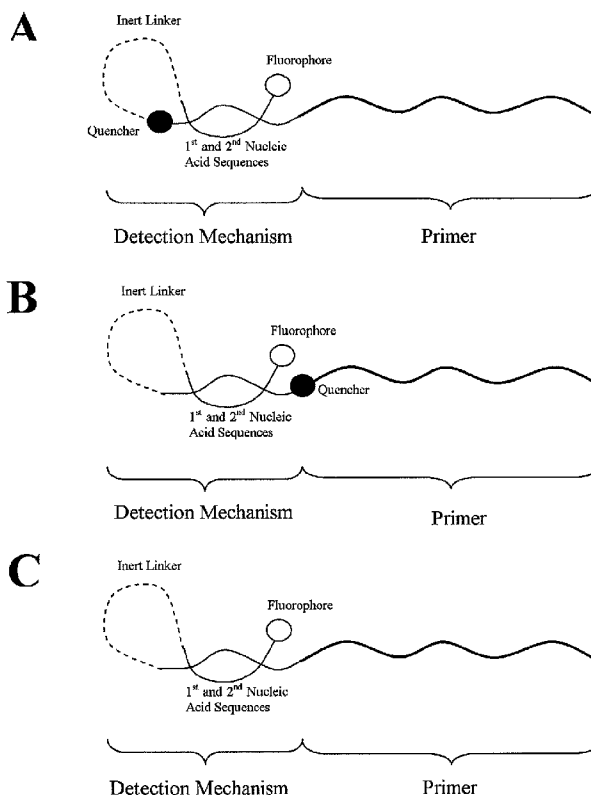 A
Inert Linker
Fluorophore
Quencher
1st and 2nd Nucleic
Acid Sequences
Detection Mechanism
Primer
B
Inert Linker
Fluorophore
Quencher
1st and 2nd Nucleic
Acid Sequences
Detection Mechanism
Primer
C
Inert Linker
Fluorophore
1st and 2nd Nucleic
Acid Sequences
Detection Mechanism
Primer